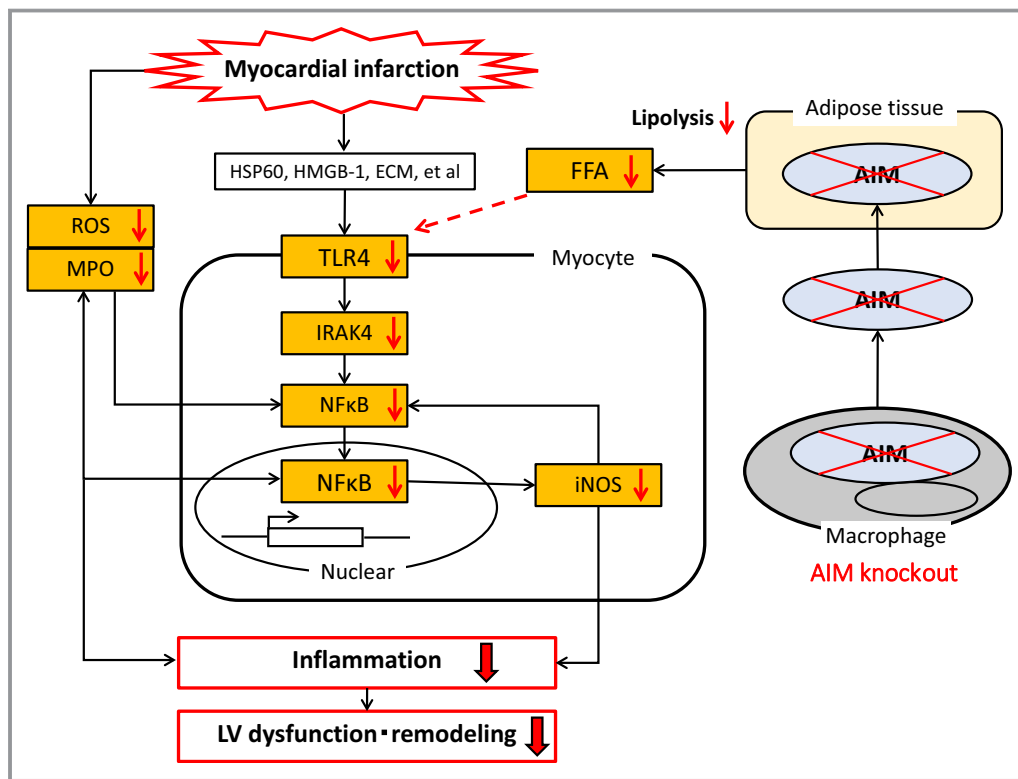 Myocardial infarction
Adipose tissue
Lipolysis
HSP60, HMGB-1, ECM, et al
FFA
AIM
ROS
MPO
TLR4
Myocyte
AIM
IRAK4
NFκB
AIM
NFκB
iNOS
Macrophage
Nuclear
AIM knockout
Inflammation
LV dysfunction・remodeling